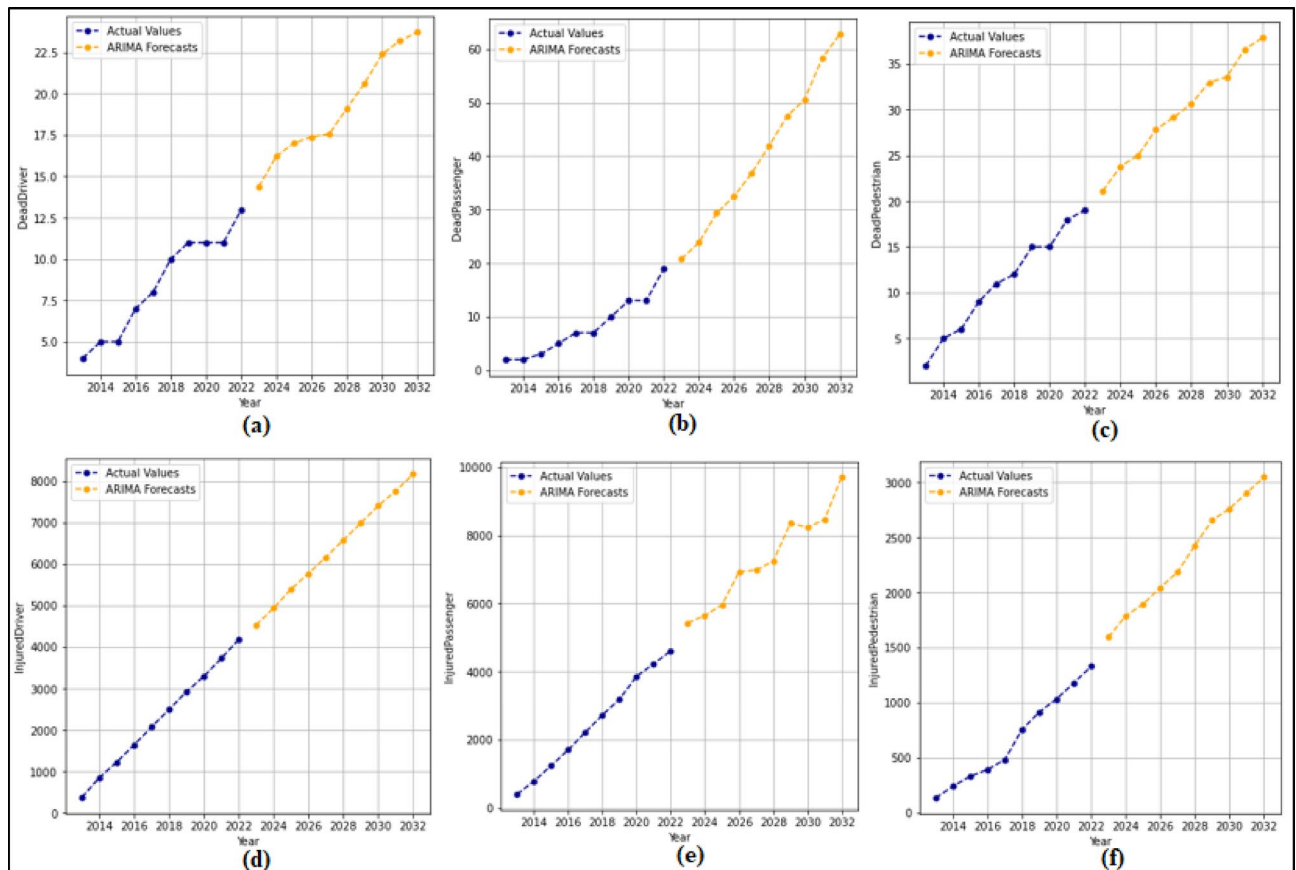 Actual Values
ARIMA Forecasts
22.5
20.0
17.5
15.0
12.5
10.0
7.5
5.0
DeadDriver
2014 2016 2018 2020 2022 2024 2026 2028 2030 2032
Year
(a)
Actual Values
ARIMA Forecasts
60
50
40
30
20
10
0
DeadPassenger
2014 2016 2018 2020 2022 2024 2026 2028 2030 2032
Year
(b)
Actual Values
ARIMA Forecasts
35
30
25
20
15
10
5
DeadPedestrian
2014 2016 2018 2020 2022 2024 2026 2028 2030 2032
Year
(c)
Actual Values
ARIMA Forecasts
8000
7000
6000
5000
4000
3000
2000
1000
0
InjuredDriver
2014 2016 2018 2020 2022 2024 2026 2028 2030 2032
Year
(d)
Actual Values
ARIMA Forecasts
10000
8000
6000
4000
2000
0
InjuredPassenger
2014 2016 2018 2020 2022 2024 2026 2028 2030 2032
Year
(e)
Actual Values
ARIMA Forecasts
3000
2500
2000
1500
1000
500
0
InjuredPedestrian
2014 2016 2018 2020 2022 2024 2026 2028 2030 2032
Year
(f)